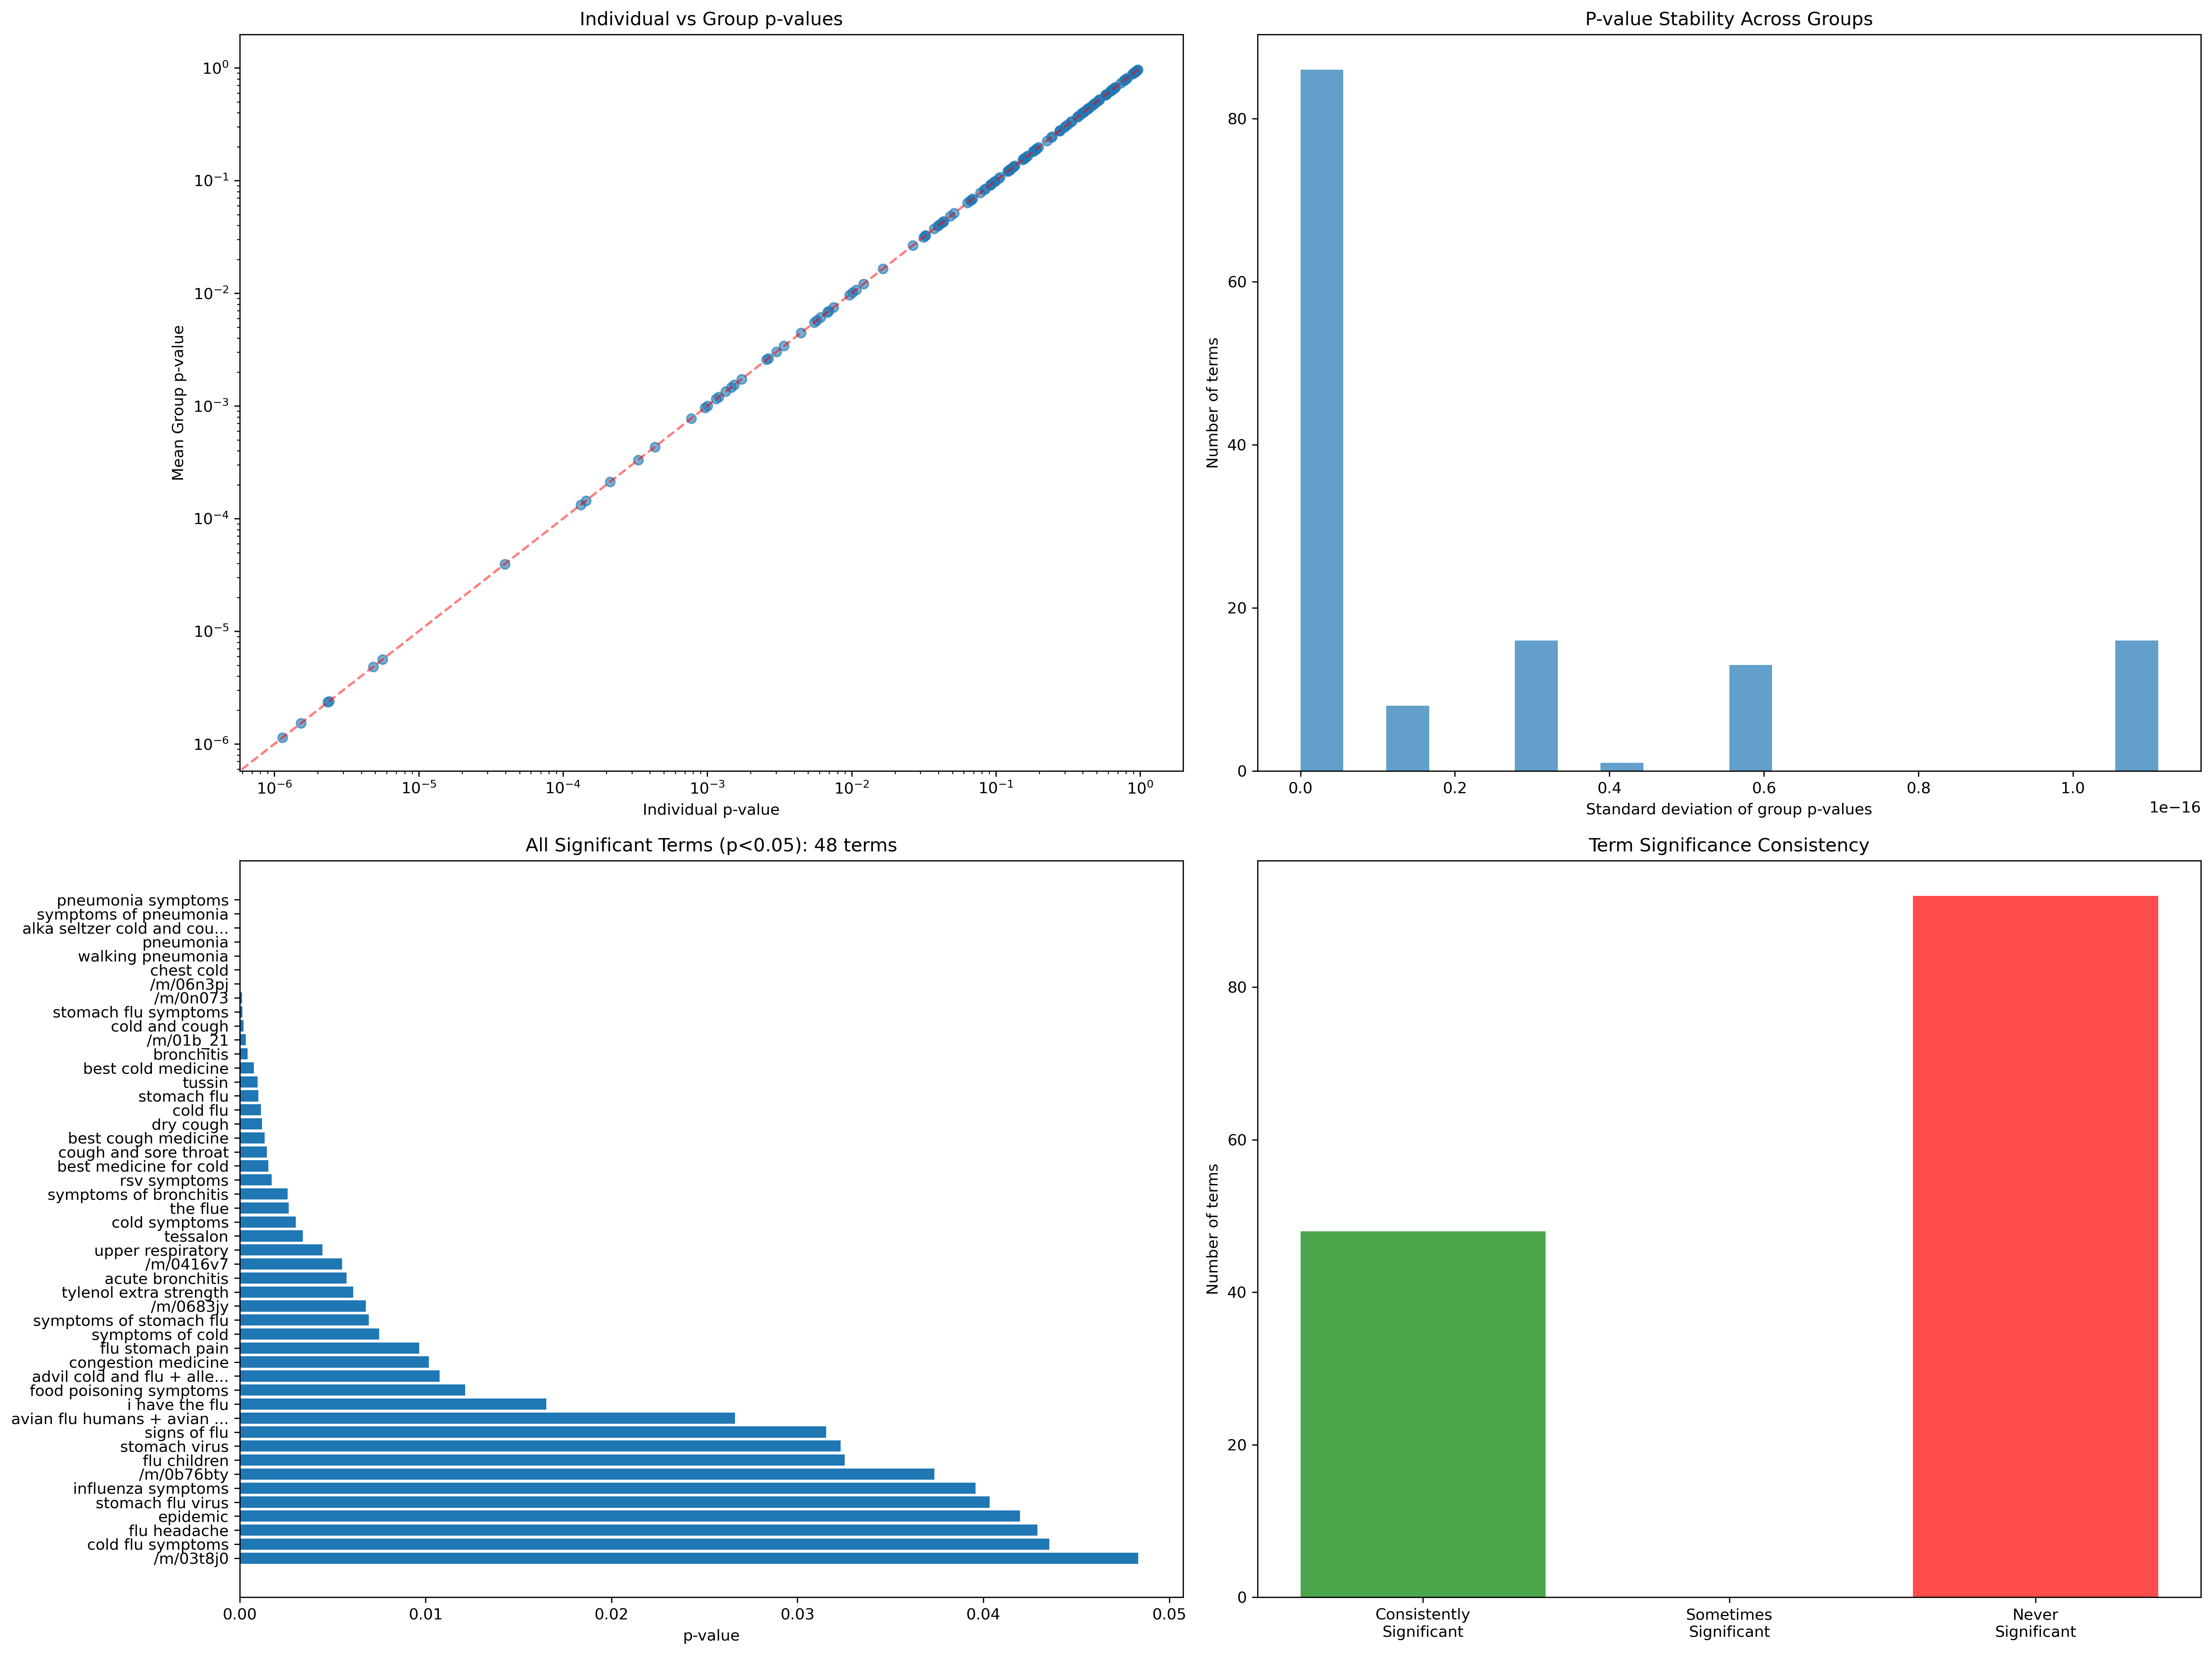 Individual vs Group p-values
Mean Group p-value
10⁰
10⁻¹
10⁻²
10⁻³
10⁻⁴
10⁻⁵
10⁻⁶
10⁻⁶ 10⁻⁵ 10⁻⁴ 10⁻³ 10⁻² 10⁻¹ 10⁰
Individual p-value
P-value Stability Across Groups
Number of terms
80
60
40
20
0
0.0 0.2 0.4 0.6 0.8 1.0
1e−16
Standard deviation of group p-values
All Significant Terms (p<0.05): 48 terms
pneumonia symptoms
symptoms of pneumonia
alka seltzer cold and cou...
pneumonia
walking pneumonia
chest cold
/m/06n3pj
/m/0n073
stomach flu symptoms
cold and cough
/m/01b_21
bronchitis
best cold medicine
tussin
stomach flu
cold flu
dry cough
best cough medicine
cough and sore throat
best medicine for cold
rsv symptoms
symptoms of bronchitis
the flue
cold symptoms
tessalon
upper respiratory
/m/0416v7
acute bronchitis
tylenol extra strength
/m/0683jy
symptoms of stomach flu
symptoms of cold
flu stomach pain
congestion medicine
advil cold and flu + alle...
food poisoning symptoms
i have the flu
avian flu humans + avian ...
signs of flu
stomach virus
flu children
/m/0b76bty
influenza symptoms
stomach flu virus
epidemic
flu headache
cold flu symptoms
/m/03t8j0
0.00 0.01 0.02 0.03 0.04 0.05
p-value
Term Significance Consistency
Number of terms
80
60
40
20
0
Consistently
Significant
Sometimes
Significant
Never
Significant